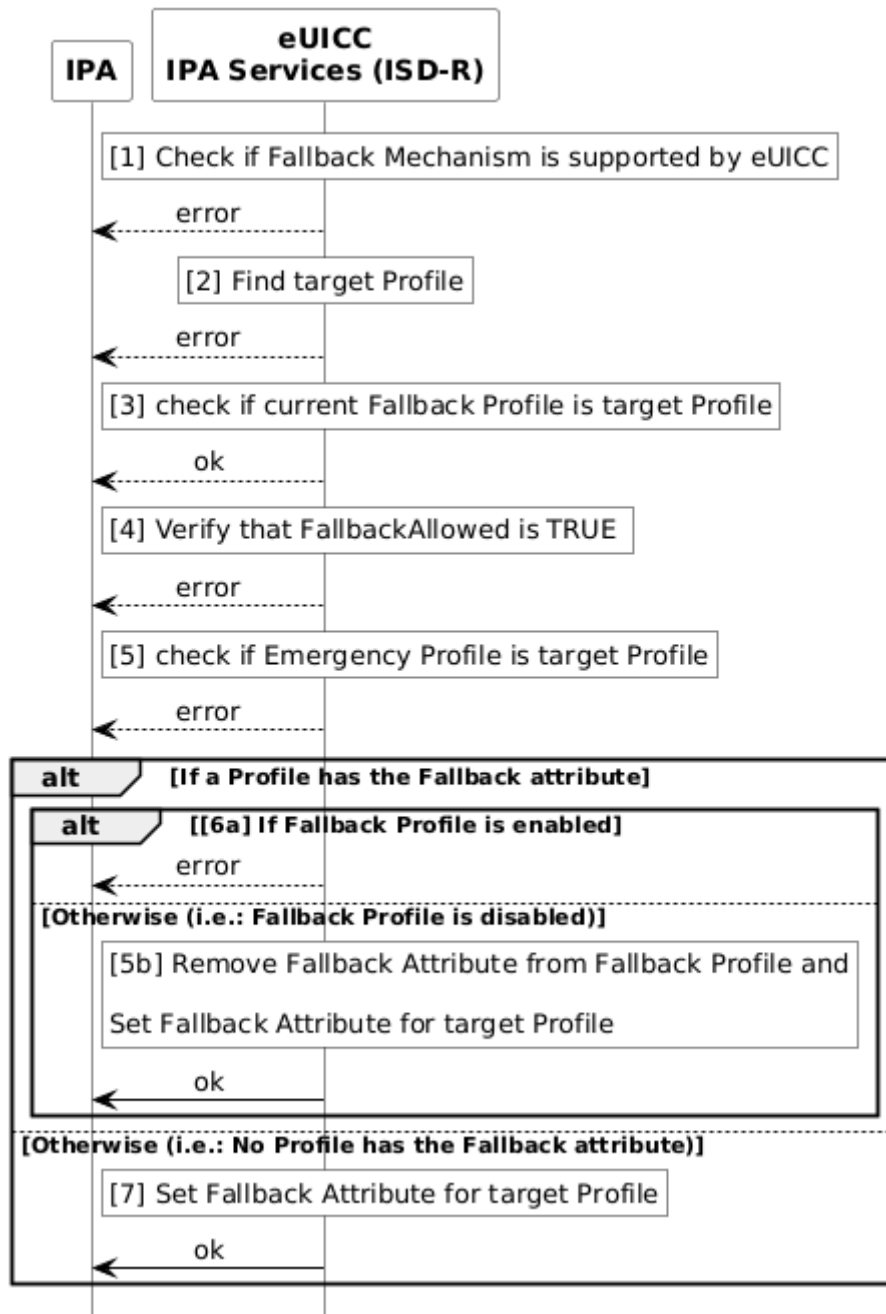 IPA
eUICC
IPA Services (ISD-R)
[1] Check if Fallback Mechanism is supported by eUICC
error
[2] Find target Profile
error
[3] check if current Fallback Profile is target Profile
ok
[4] Verify that FallbackAllowed is TRUE
error
[5] check if Emergency Profile is target Profile
error
alt [If a Profile has the Fallback attribute]
alt [[6a] If Fallback Profile is enabled]
error
[Otherwise (i.e.: Fallback Profile is disabled)]
[5b] Remove Fallback Attribute from Fallback Profile and
Set Fallback Attribute for target Profile
ok
[Otherwise (i.e.: No Profile has the Fallback attribute)]
[7] Set Fallback Attribute for target Profile
ok